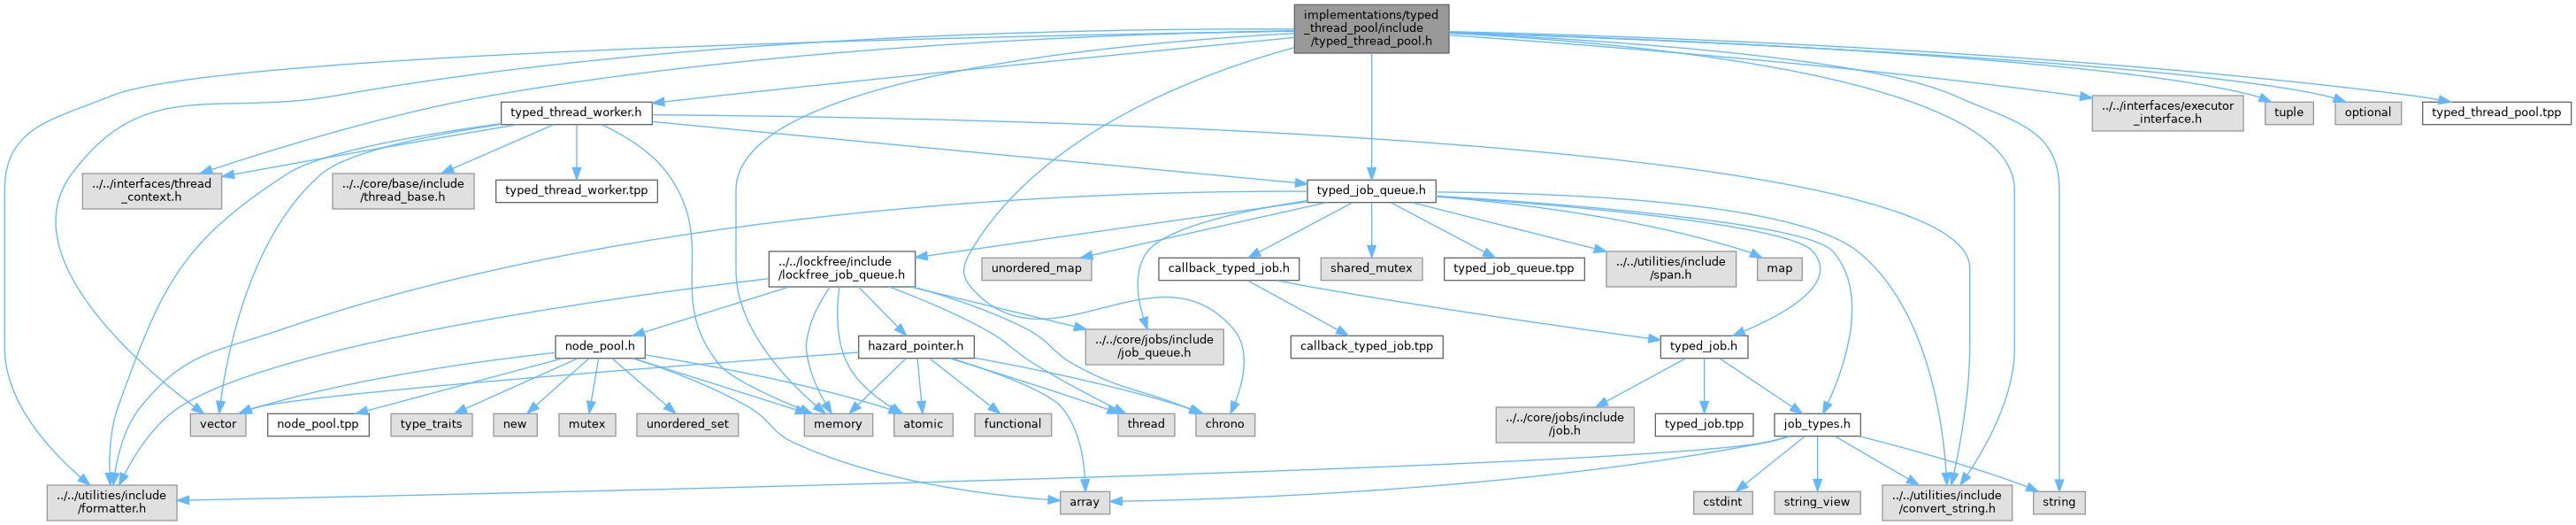 implementations/typed
_thread_pool/include
/typed_thread_pool.h
typed_thread_worker.h
../../interfaces/executor
_interface.h
tuple
optional
typed_thread_pool.tpp
../../interfaces/thread
_context.h
../../core/base/include
/thread_base.h
typed_thread_worker.tpp
typed_job_queue.h
../../lockfree/include
/lockfree_job_queue.h
unordered_map
callback_typed_job.h
shared_mutex
typed_job_queue.tpp
../../utilities/include
/span.h
map
node_pool.h
hazard_pointer.h
../../core/jobs/include
/job_queue.h
callback_typed_job.tpp
typed_job.h
vector
node_pool.tpp
type_traits
new
mutex
unordered_set
memory
atomic
functional
thread
chrono
../../core/jobs/include
/job.h
typed_job.tpp
job_types.h
../../utilities/include
/formatter.h
array
cstdint
string_view
../../utilities/include
/convert_string.h
string